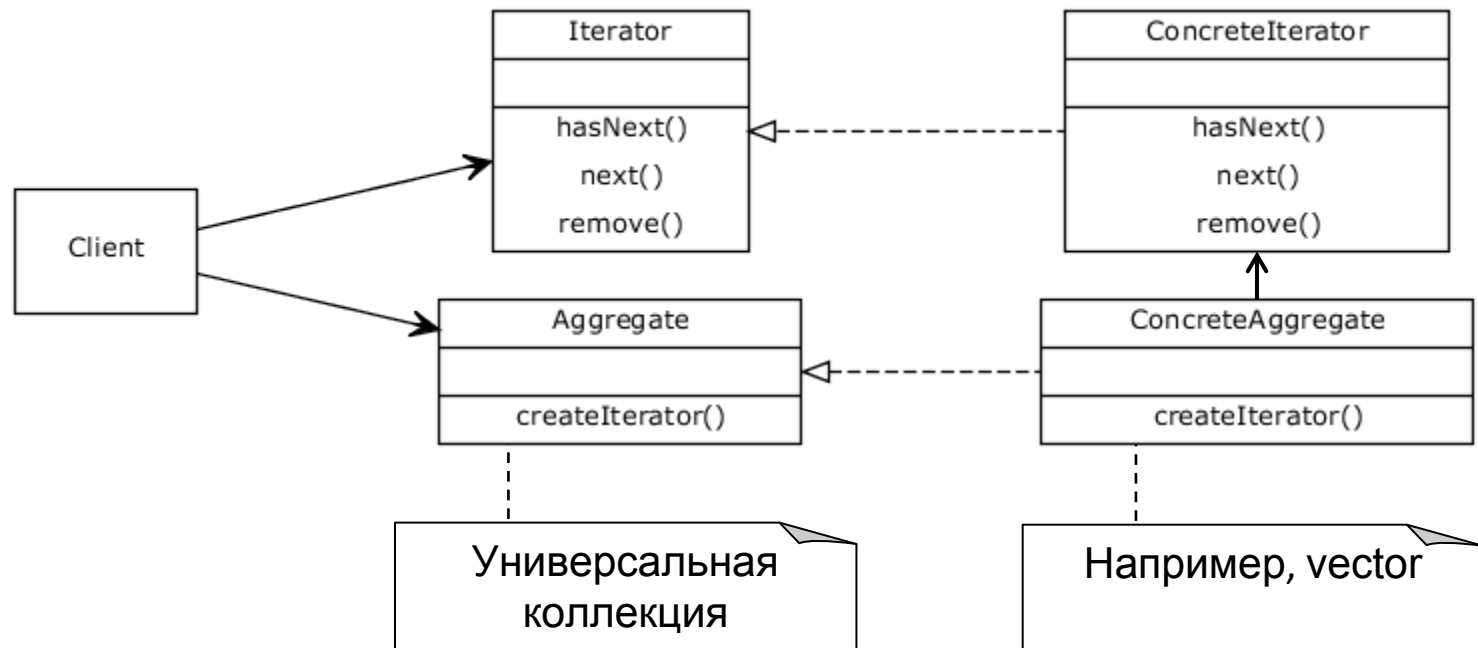 Iterator
hasNext()
next()
remove()
ConcreteIterator
hasNext()
next()
remove()
Client
Aggregate
createIterator()
ConcreteAggregate
createIterator()
Универсальная
коллекция
Например, vector